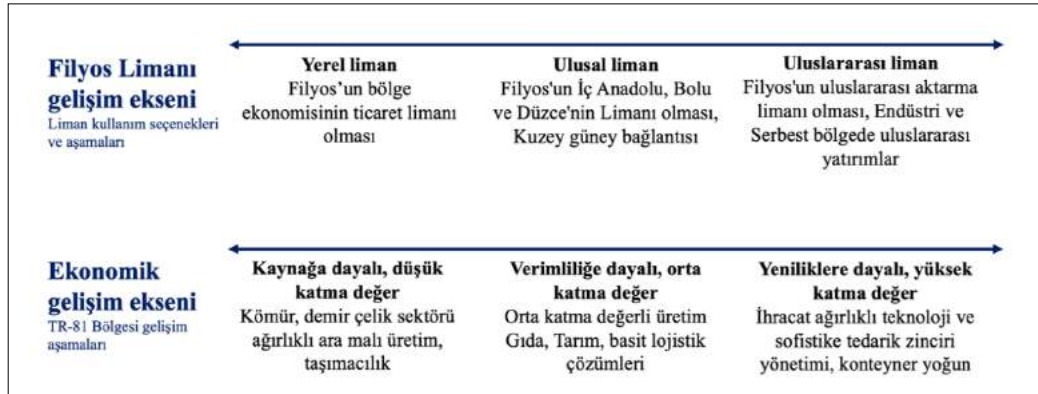 Filyos Limanı
gelişim ekseni
Liman kullanım seçenekleri
ve aşamaları
Yerel liman
Filyos’un bölge
ekonomisinin ticaret limanı
olması
Ulusal liman
Filyos'un İç Anadolu, Bolu
ve Düzce'nin Limanı olması,
Kuzey güney bağlantısı
Uluslararası liman
Filyos'un uluslararası aktarma
limanı olması, Endüstri ve
Serbest bölgede uluslararası
yatırımlar
Ekonomik
gelişim ekseni
TR-81 Bölgesi gelişim
aşamaları
Kaynağa dayalı, düşük
katma değer
Kömür, demir çelik sektörü
ağırlıklı ara malı üretim,
taşımacılık
Verimliliğe dayalı, orta
katma değer
Orta katma değerli üretim
Gıda, Tarım, basit lojistik
çözümleri
Yeniliklere dayalı, yüksek
katma değer
İhracat ağırlıklı teknoloji ve
sofistike tedarik zinciri
yönetimi, konteyner yoğun